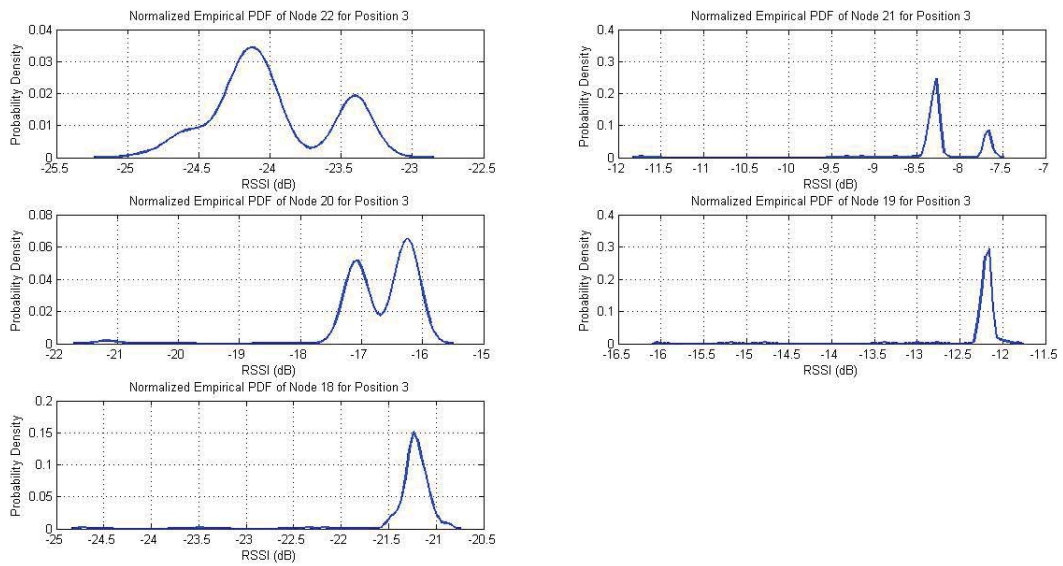 Normalized Empirical PDF of Node 22 for Position 3
Probability Density
0.04
0.03
0.02
0.01
0
-25.5 -25 -24.5 -24 -23.5 -23 -22.5
RSSI (dB)
Normalized Empirical PDF of Node 21 for Position 3
Probability Density
0.4
0.3
0.2
0.1
0
-12 -11.5 -11 -10.5 -10 -9.5 -9 -8.5 -8 -7.5 -7
RSSI (dB)
Normalized Empirical PDF of Node 20 for Position 3
Probability Density
0.08
0.06
0.04
0.02
0
-22 -21 -20 -19 -18 -17 -16 -15
RSSI (dB)
Normalized Empirical PDF of Node 19 for Position 3
Probability Density
0.4
0.3
0.2
0.1
0
-16.5 -16 -15.5 -15 -14.5 -14 -13.5 -13 -12.5 -12 -11.5
RSSI (dB)
Normalized Empirical PDF of Node 18 for Position 3
Probability Density
0.2
0.15
0.1
0.05
0
-25 -24.5 -24 -23.5 -23 -22.5 -22 -21.5 -21 -20.5
RSSI (dB)